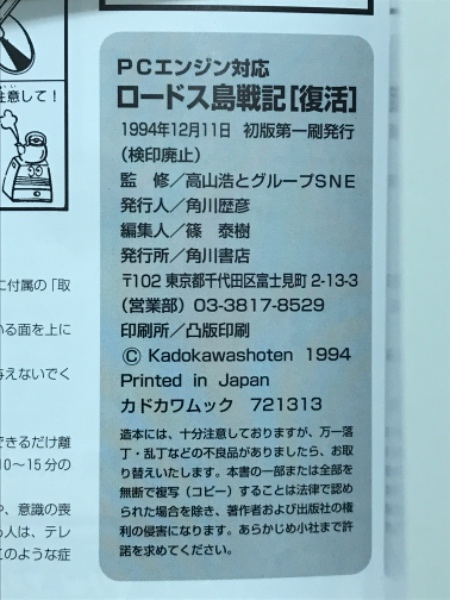 注意して！
PCエンジン対応
ロードス島戦記[復活]
1994年12月11日　初版第一刷発行
（検印廃止）
監　修／高山浩とグループSNE
発行人／角川歴彦
編集人／篠　泰樹
発行所／角川書店
〒102 東京都千代田区富士見町2-13-3
（営業部）03-3817-8529
印刷所／凸版印刷
© Kadokawashoten 1994
Printed in Japan
カドカワムック　721313
造本には、十分注意しておりますが、万一落
丁・乱丁などの不良品がありましたら、お取
り替えいたします。本書の一部または全部を
無断で複写（コピー）することは法律で認め
られた場合を除き、著作者および出版社の権
利の侵害になります。あらかじめ小社まで許
諾を求めてください。
に付属の「取
いる面を上に
与えないでく
できるだけ離
10〜15分の
や、意識の喪
る人は、テレ
このような症